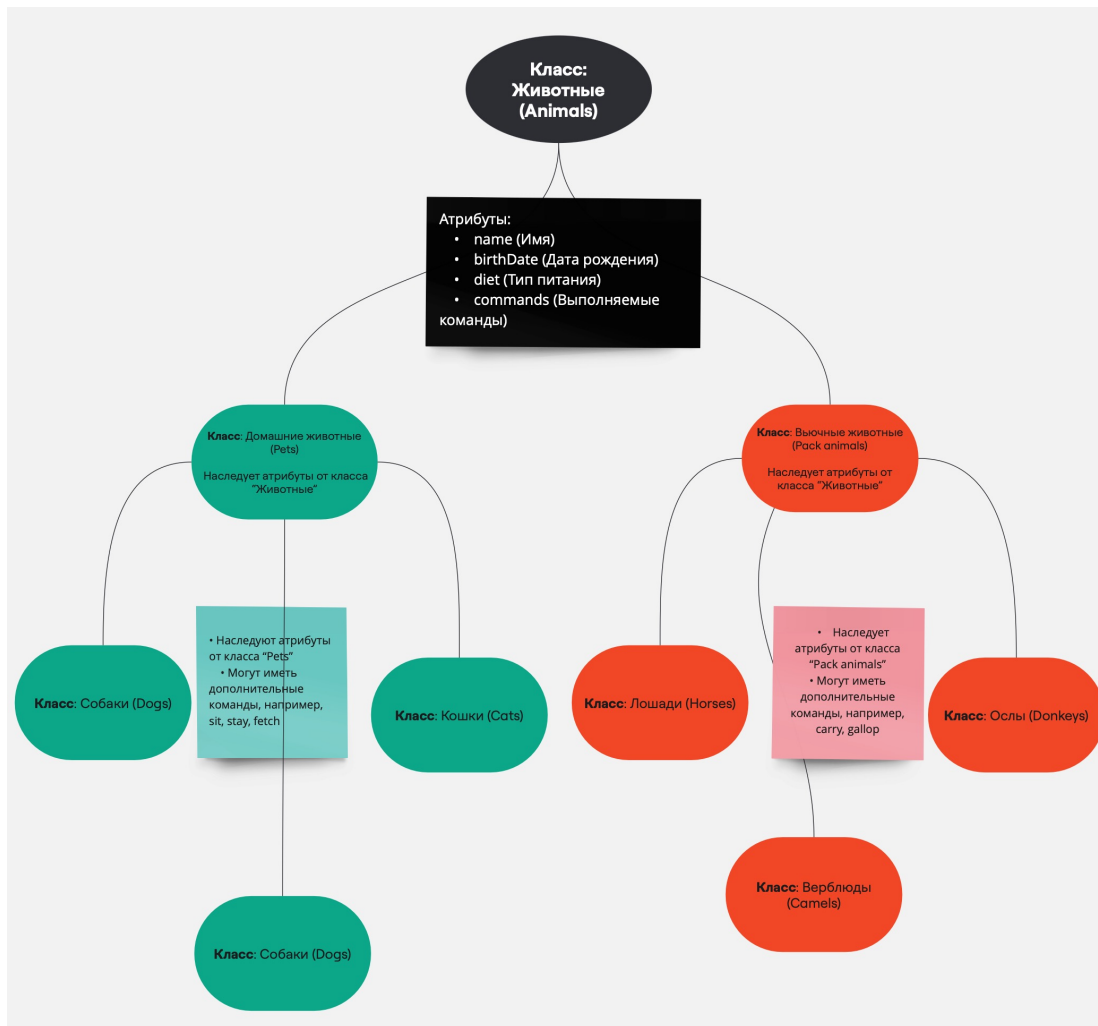 Класс:
Животные
(Animals)
Атрибуты:
• name (Имя)
• birthDate (Дата рождения)
• diet (Тип питания)
• commands (Выполняемые
команды)
Класс: Домашние животные
(Pets)
Наследует атрибуты от класса
"Животные"
Класс: Вьючные животные
(Pack animals)
Наследует атрибуты от
класса "Животные"
Класс: Собаки (Dogs)
• Наследуют атрибуты
от класса “Pets”
• Могут иметь
дополнительные
команды, например,
sit, stay, fetch
Класс: Кошки (Cats)
Класс: Лошади (Horses)
• Наследует
атрибуты от класса
“Pack animals”
• Могут иметь
дополнительные
команды, например,
carry, gallop
Класс: Ослы (Donkeys)
Класс: Собаки (Dogs)
Класс: Верблюды
(Camels)